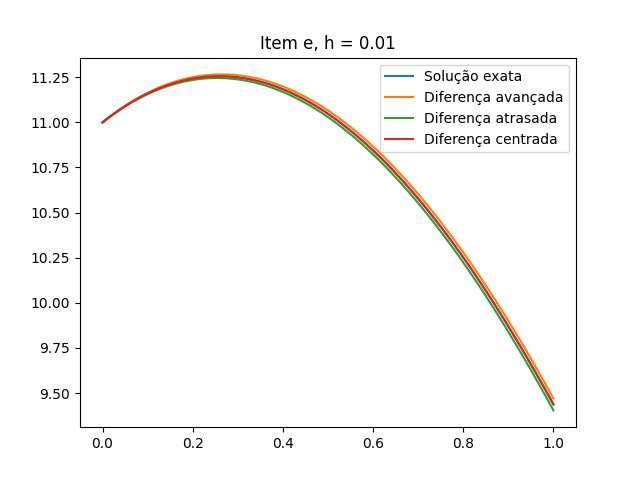 Item e, h = 0.01
Solução exata
Diferença avançada
Diferença atrasada
Diferença centrada
11.25
11.00
10.75
10.50
10.25
10.00
9.75
9.50
0.0 0.2 0.4 0.6 0.8 1.0